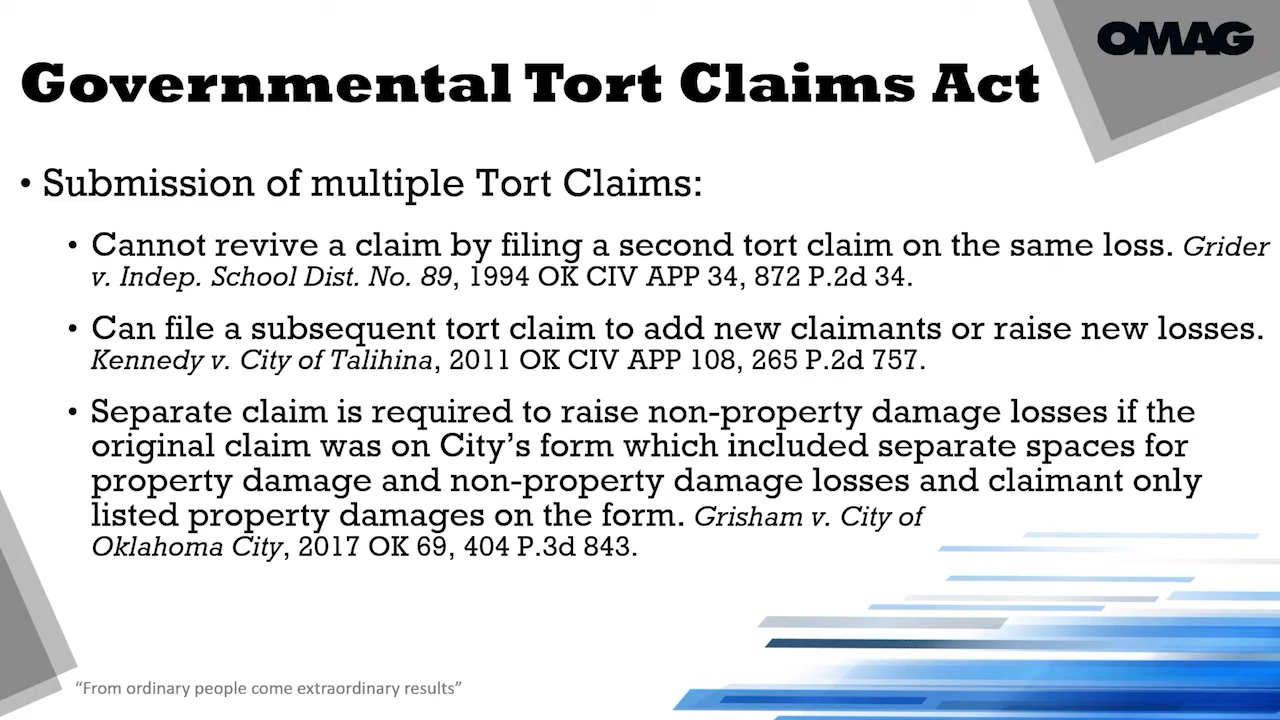 OMAG
Governmental Tort Claims Act
• Submission of multiple Tort Claims:
• Cannot revive a claim by filing a second tort claim on the same loss. Grider
v. Indep. School Dist. No. 89, 1994 OK CIV APP 34, 872 P.2d 34.
• Can file a subsequent tort claim to add new claimants or raise new losses.
Kennedy v. City of Talihina, 2011 OK CIV APP 108, 265 P.2d 757.
• Separate claim is required to raise non-property damage losses if the
original claim was on City’s form which included separate spaces for
property damage and non-property damage losses and claimant only
listed property damages on the form. Grisham v. City of
Oklahoma City, 2017 OK 69, 404 P.3d 843.
“From ordinary people come extraordinary results”